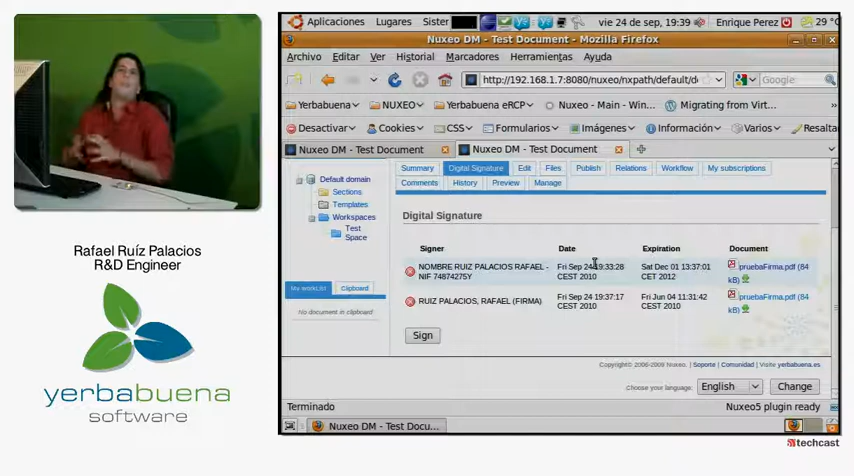 Aplicaciones Lugares Sister
vie 24 de sep, 19:39 Enrique Perez 29 °C
Nuxeo DM - Test Document - Mozilla Firefox
Archivo Editar Ver Historial Marcadores Herramientas Ayuda
http://192.168.1.7:8080/nuxeo/nxpath/default/d
Google
Yerbabuena NUXEO Yerbabuena eRCP Nuxeo - Main - Win... Migrating from Virt...
Desactivar Cookies CSS Formularios Imágenes Información Varios Resalta
Nuxeo DM - Test Document
Nuxeo DM - Test Document
Summary Digital Signature Edit Files Publish Relations Workflow My subscriptions
Comments History Preview Manage
Default domain
Sections
Templates
Workspaces
Test
Space
My worklist Clipboard
No document in clipboard
Digital Signature
Signer Date Expiration Document
NOMBRE RUIZ PALACIOS RAFAEL - Fri Sep 24 19:33:28 Sat Dec 01 13:37:01 pruebaFirma.pdf (84
NIF 74874275Y CEST 2010 CET 2012 kB)
RUIZ PALACIOS, RAFAEL (FIRMA) Fri Sep 24 19:37:17 Fri Jun 04 11:31:42 pruebaFirma.pdf (84
CEST 2010 CEST 2010 kB)
Sign
Copyright© 2006-2009 Nuxeo. | Soporte | Comunidad | Visite yerbabuena.es
Choose your language: English Change
Terminado Nuxeo5 plugin ready
Nuxeo DM - Test Docu...
Rafael Ruíz Palacios
R&D Engineer
yerbabuena
software
techcast